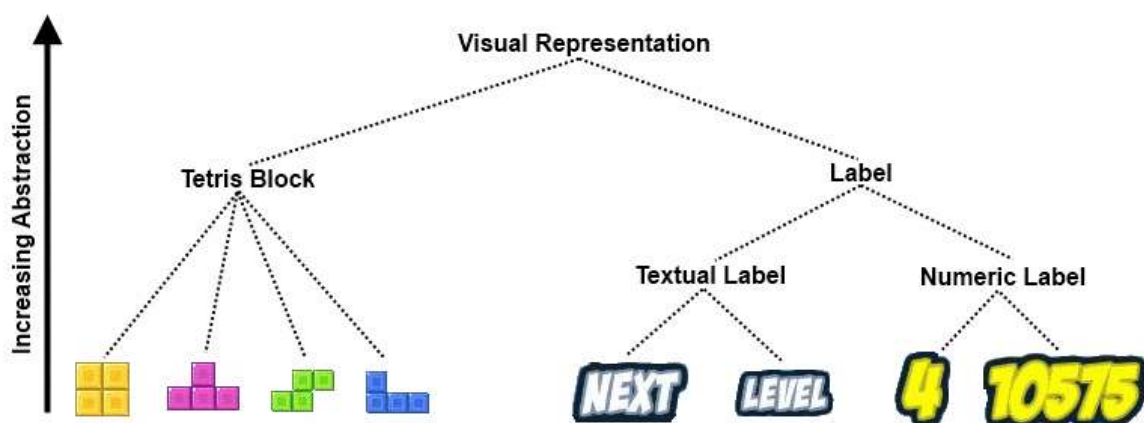 Visual Representation
Increasing Abstraction
Tetris Block
Label
Textual Label
Numeric Label
NEXT
LEVEL
4
10575